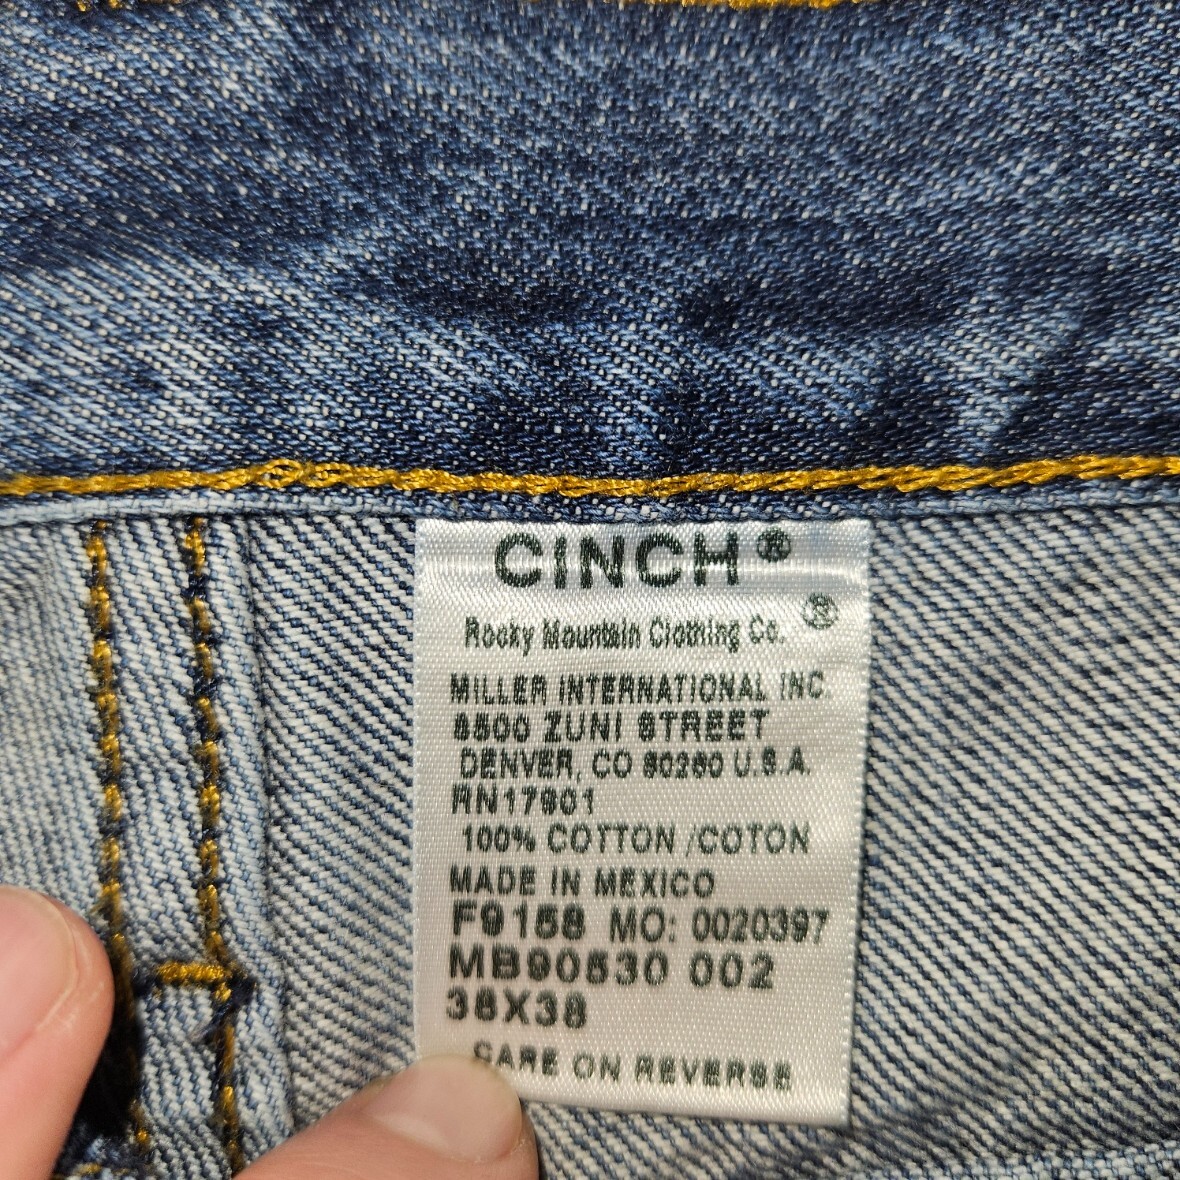 CINCH®
Rocky Mountain Clothing Co.®
MILLER INTERNATIONAL INC.
8500 ZUNI STREET
DENVER, CO 80260 U.S.A.
RN17901
100% COTTON /COTON
MADE IN MEXICO
F9158 MO: 0020397
MB90530 002
38X38
CARE ON REVERSE